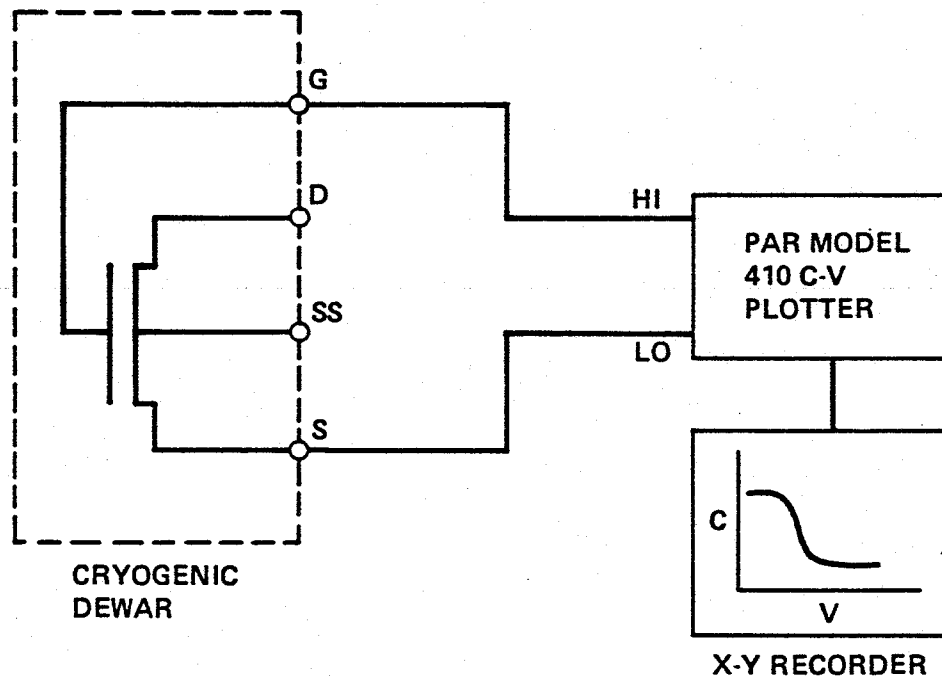 G
D
SS
S
HI
LO
PAR MODEL
410 C-V
PLOTTER
C
V
CRYOGENIC
DEWAR
X-Y RECORDER